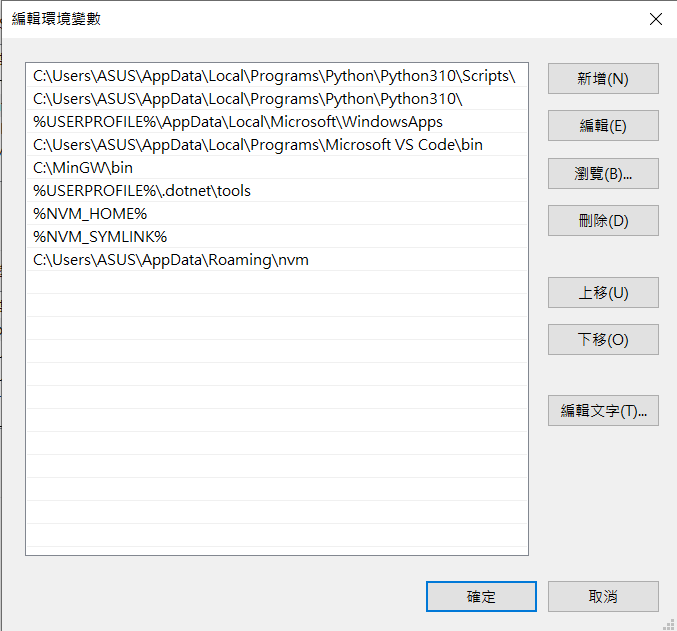 編輯環境變數
C:\Users\ASUS\AppData\Local\Programs\Python\Python310\Scripts\
C:\Users\ASUS\AppData\Local\Programs\Python\Python310\
%USERPROFILE%\AppData\Local\Microsoft\WindowsApps
C:\Users\ASUS\AppData\Local\Programs\Microsoft VS Code\bin
C:\MinGW\bin
%USERPROFILE%\.dotnet\tools
%NVM_HOME%
%NVM_SYMLINK%
C:\Users\ASUS\AppData\Roaming\nvm
新增(N)
編輯(E)
瀏覽(B)...
刪除(D)
上移(U)
下移(O)
編輯文字(T)...
確定
取消